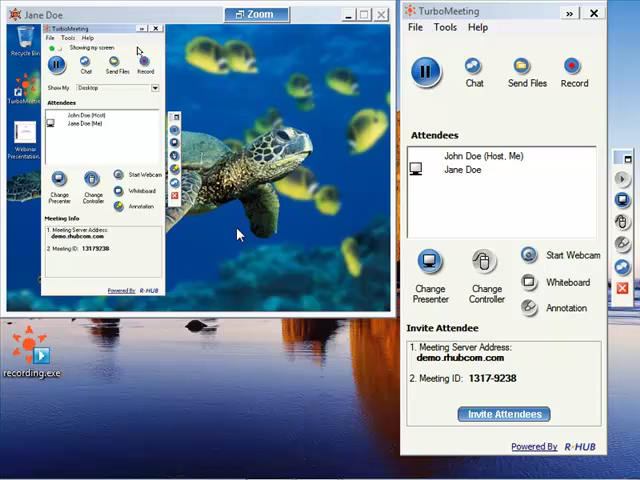 Jane Doe
Zoom
Recycle Bin
TurboMeeting
File Tools Help
Showing my screen
Chat
Send Files
Record
Show My: Desktop
Attendees
John Doe (Host)
Jane Doe (Me)
Webinar
Presentation
Change
Presenter
Change
Controller
Start Webcam
Whiteboard
Annotation
Meeting Info
1. Meeting Server Address:
demo.rhubcom.com
2. Meeting ID: 13179238
Powered By R-HUB
recording.exe
TurboMeeting
File Tools Help
Chat
Send Files
Record
Attendees
John Doe (Host, Me)
Jane Doe
Change
Presenter
Change
Controller
Start Webcam
Whiteboard
Annotation
Invite Attendee
1. Meeting Server Address:
demo.rhubcom.com
2. Meeting ID: 1317-9238
Invite Attendees
Powered By R-HUB